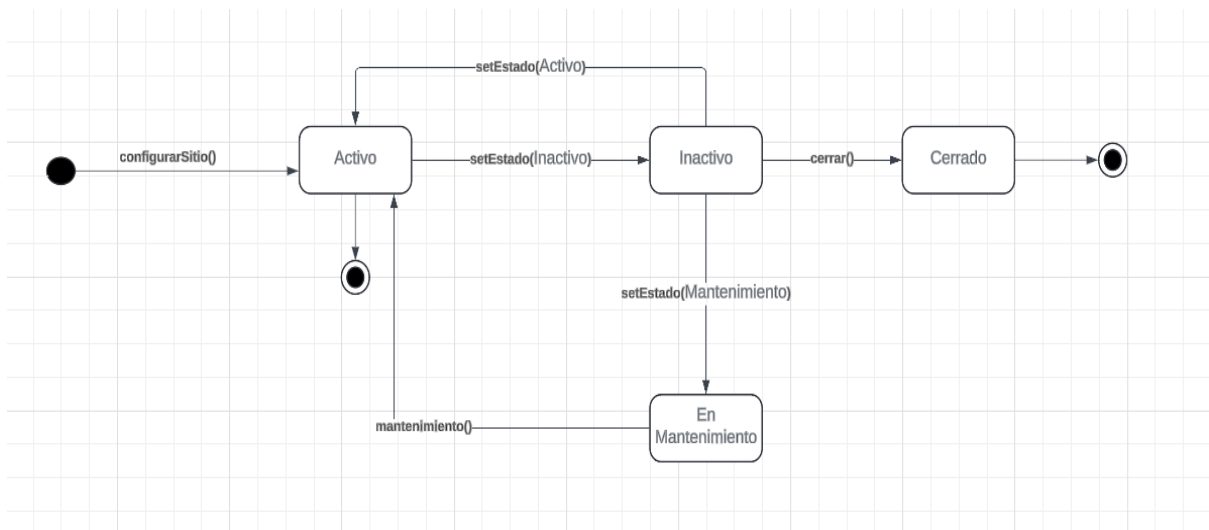 setEstado(Activo)
configurarSitio()
Activo
setEstado(Inactivo)
Inactivo
cerrar()
Cerrado
setEstado(Mantenimiento)
mantenimiento()
En
Mantenimiento